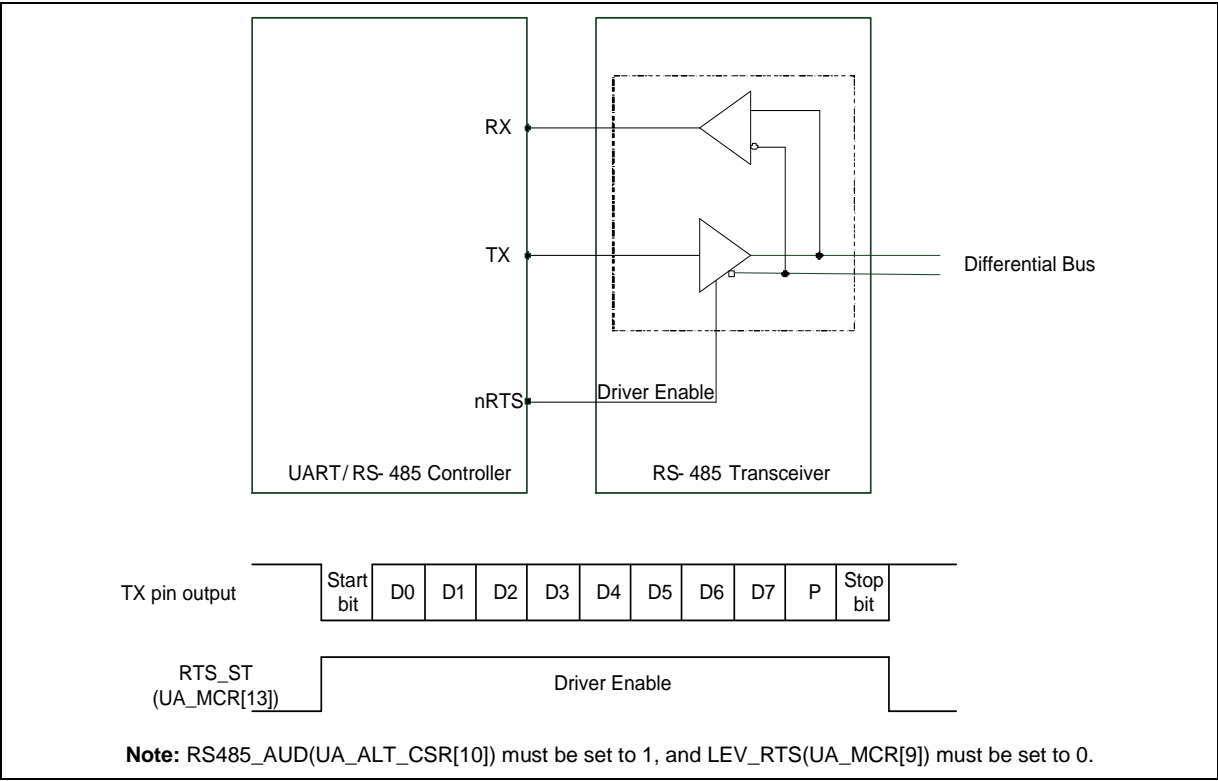 RX
TX
Differential Bus
nRTS
Driver Enable
UART/RS-485 Controller
RS-485 Transceiver
TX pin output
Start
bit
D0
D1
D2
D3
D4
D5
D6
D7
P
Stop
bit
RTS_ST
(UA_MCR[13])
Driver Enable
Note: RS485_AUD(UA_ALT_CSR[10]) must be set to 1, and LEV_RTS(UA_MCR[9]) must be set to 0.